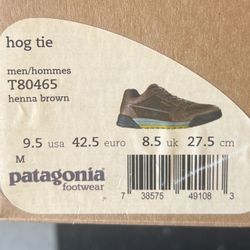 hog tie
men/hommes
T80465
henna brown
9.5 usa 42.5 euro 8.5 uk 27.5 cm
M
patagonia
footwear
7 38575 49108 3